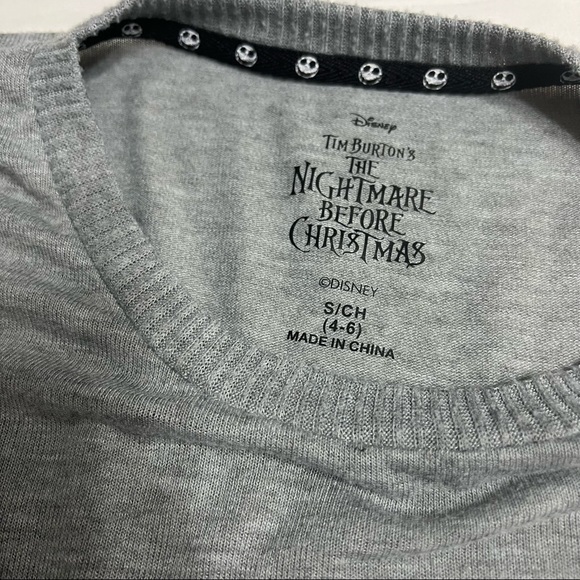 Disney
TIM BURTON'S
THE
NIGHTMARE
BEFORE
CHRISTMAS
©DISNEY
S/CH
(4-6)
MADE IN CHINA